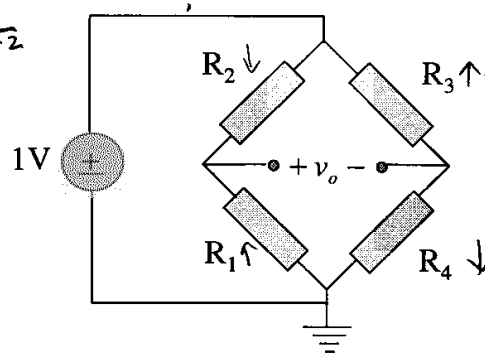 R₂ ↓
R₃ ↑
1V
+ vₒ −
R₁ ↑
R₄ ↓